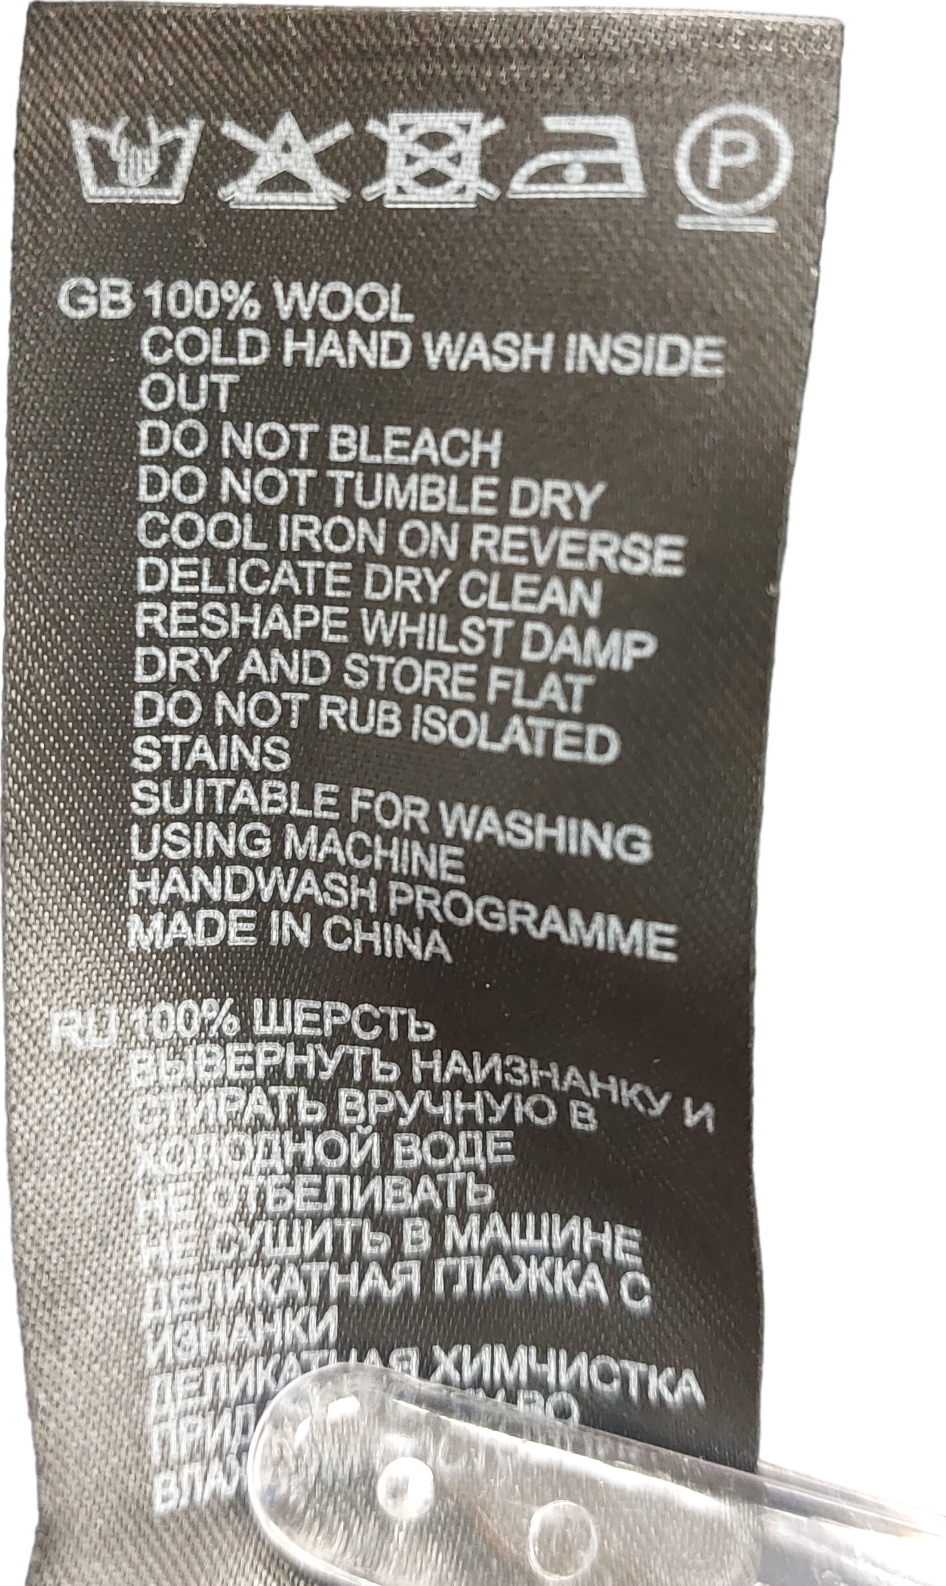 P
GB 100% WOOL
COLD HAND WASH INSIDE
OUT
DO NOT BLEACH
DO NOT TUMBLE DRY
COOL IRON ON REVERSE
DELICATE DRY CLEAN
RESHAPE WHILST DAMP
DRY AND STORE FLAT
DO NOT RUB ISOLATED
STAINS
SUITABLE FOR WASHING
USING MACHINE
HANDWASH PROGRAMME
MADE IN CHINA
RU 100% ШЕРСТЬ
ВЫВЕРНУТЬ НАИЗНАНКУ И
СТИРАТЬ ВРУЧНУЮ В
ХОЛОДНОЙ ВОДЕ
НЕ ОТБЕЛИВАТЬ
НЕ СУШИТЬ В МАШИНЕ
ДЕЛИКАТНАЯ ГЛАЖКА С
ИЗНАНКИ
ДЕЛИКАТНАЯ ХИМЧИСТКА
ВО